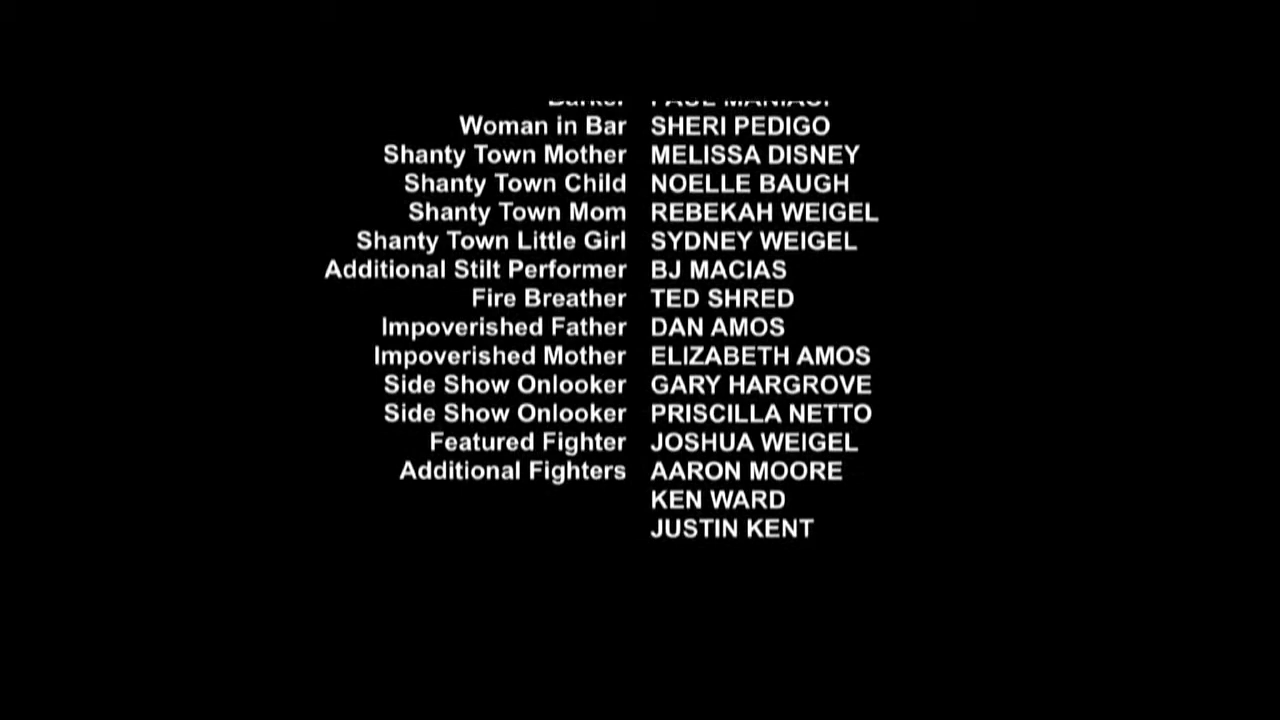 Woman in Bar SHERI PEDIGO
Shanty Town Mother MELISSA DISNEY
Shanty Town Child NOELLE BAUGH
Shanty Town Mom REBEKAH WEIGEL
Shanty Town Little Girl SYDNEY WEIGEL
Additional Stilt Performer BJ MACIAS
Fire Breather TED SHRED
Impoverished Father DAN AMOS
Impoverished Mother ELIZABETH AMOS
Side Show Onlooker GARY HARGROVE
Side Show Onlooker PRISCILLA NETTO
Featured Fighter JOSHUA WEIGEL
Additional Fighters AARON MOORE
KEN WARD
JUSTIN KENT